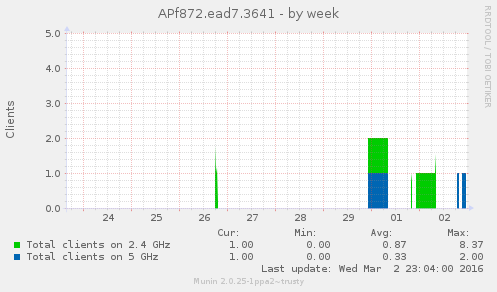 APf872.ead7.3641 - by week
RRDTOOL / TOBI OETIKER
Clients
5.0
4.0
3.0
2.0
1.0
0.0
24 25 26 27 28 29 01 02
Cur: Min: Avg: Max:
Total clients on 2.4 GHz 1.00 0.00 0.87 8.37
Total clients on 5 GHz 1.00 0.00 0.33 2.00
Last update: Wed Mar 2 23:04:00 2016
Munin 2.0.25-1ppa2~trusty